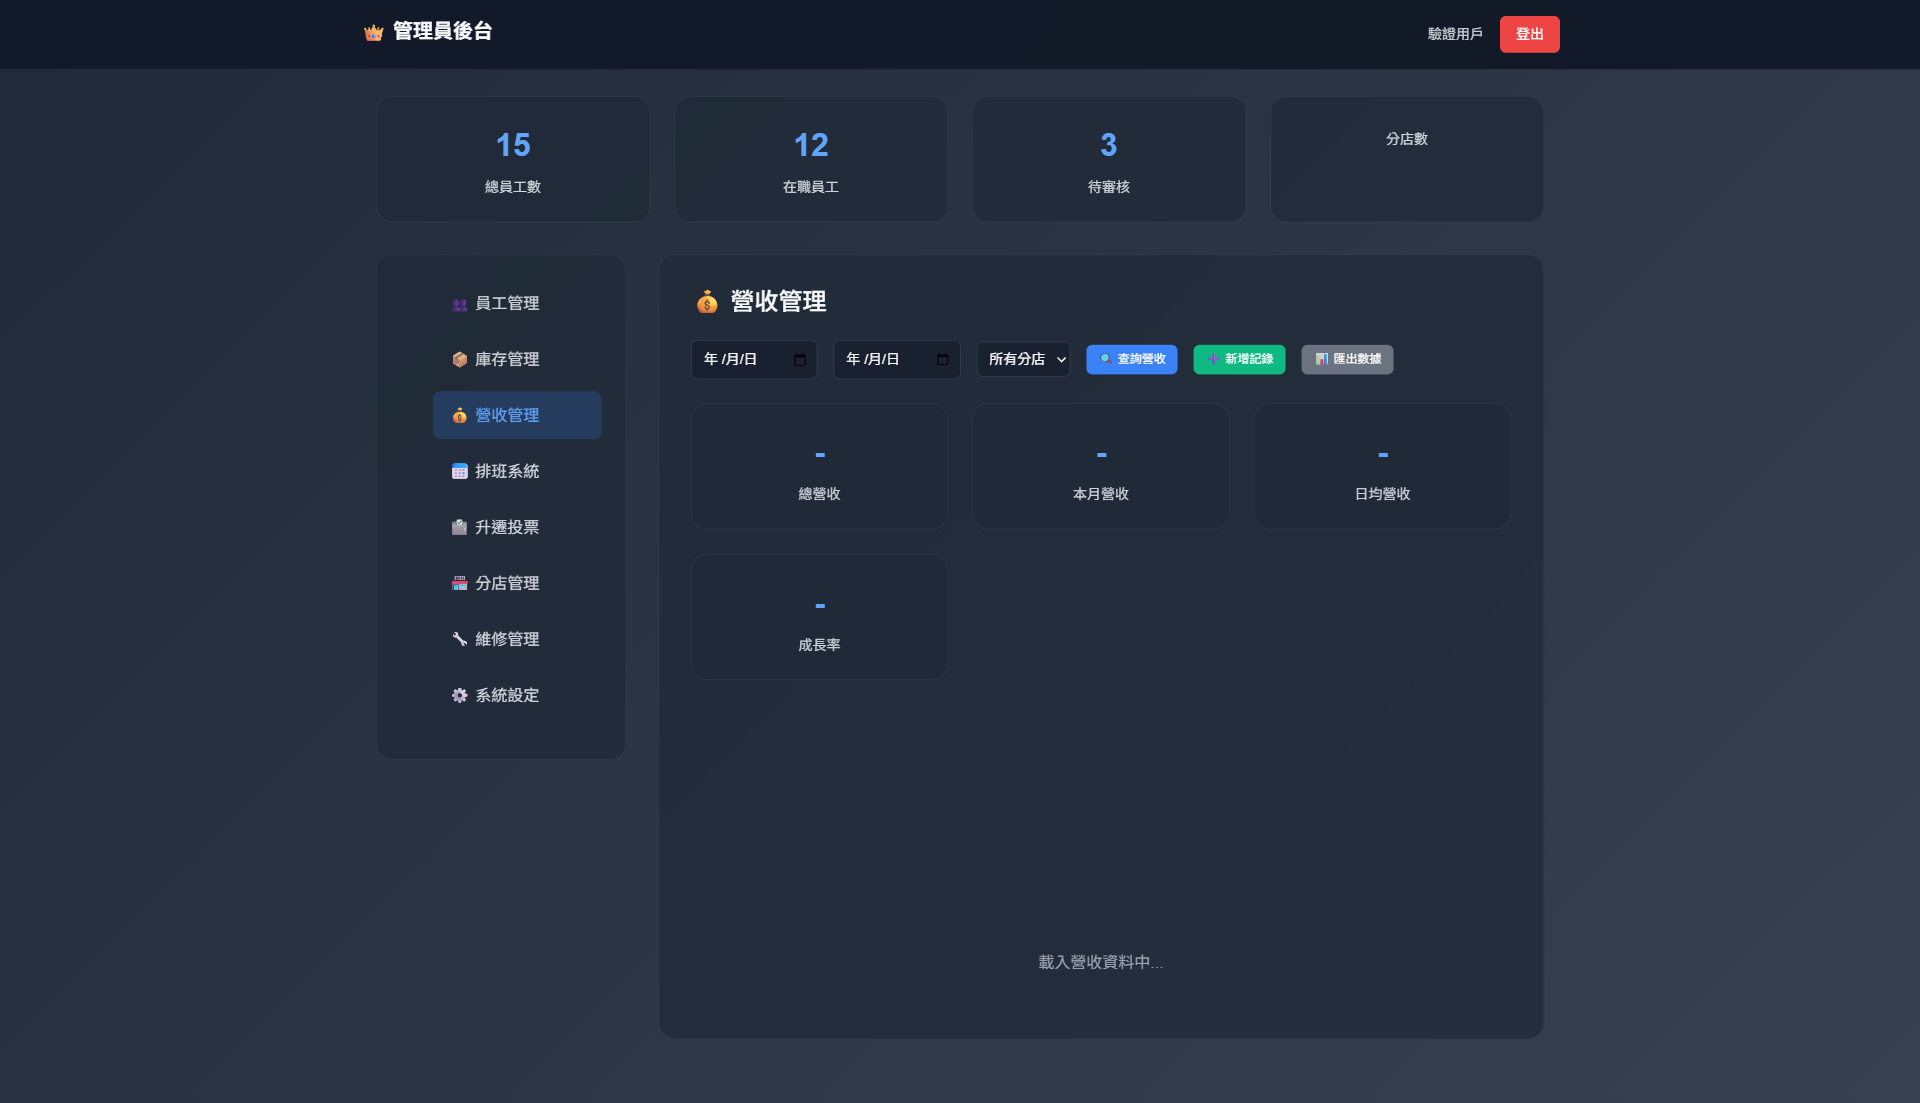 管理員後台
驗證用戶
登出
15
總員工數
12
在職員工
3
待審核
分店數
員工管理
庫存管理
營收管理
排班系統
升遷投票
分店管理
維修管理
系統設定
營收管理
年 /月/日
年 /月/日
所有分店
查詢營收
新增記錄
匯出數據
-
總營收
-
本月營收
-
日均營收
-
成長率
載入營收資料中...